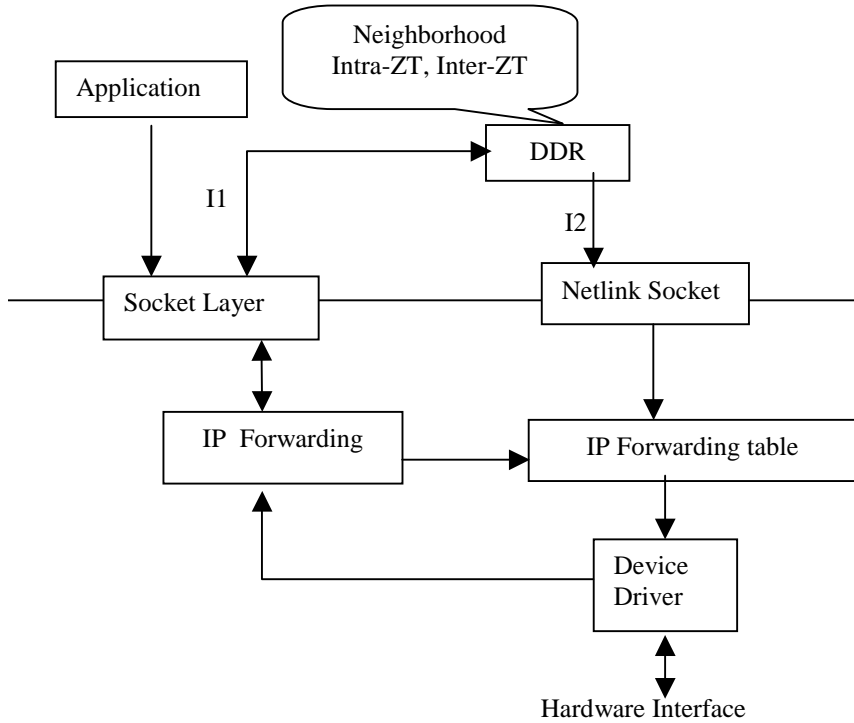 Neighborhood
Intra-ZT, Inter-ZT
Application
DDR
I1
I2
Socket Layer
Netlink Socket
IP Forwarding
IP Forwarding table
Device
Driver
Hardware Interface